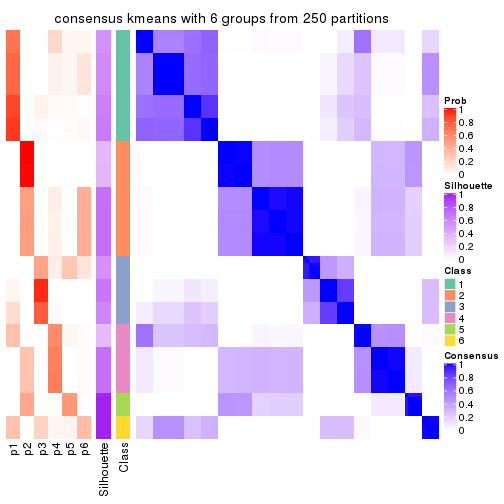 consensus kmeans with 6 groups from 250 partitions
Prob
1
0.8
0.6
0.4
0.2
0
Silhouette
1
0.8
0.6
0.4
0.2
0
Class
1
2
3
4
5
6
Consensus
1
0.8
0.6
0.4
0.2
0
p1
p2
p3
p4
p5
p6
Silhouette
Class